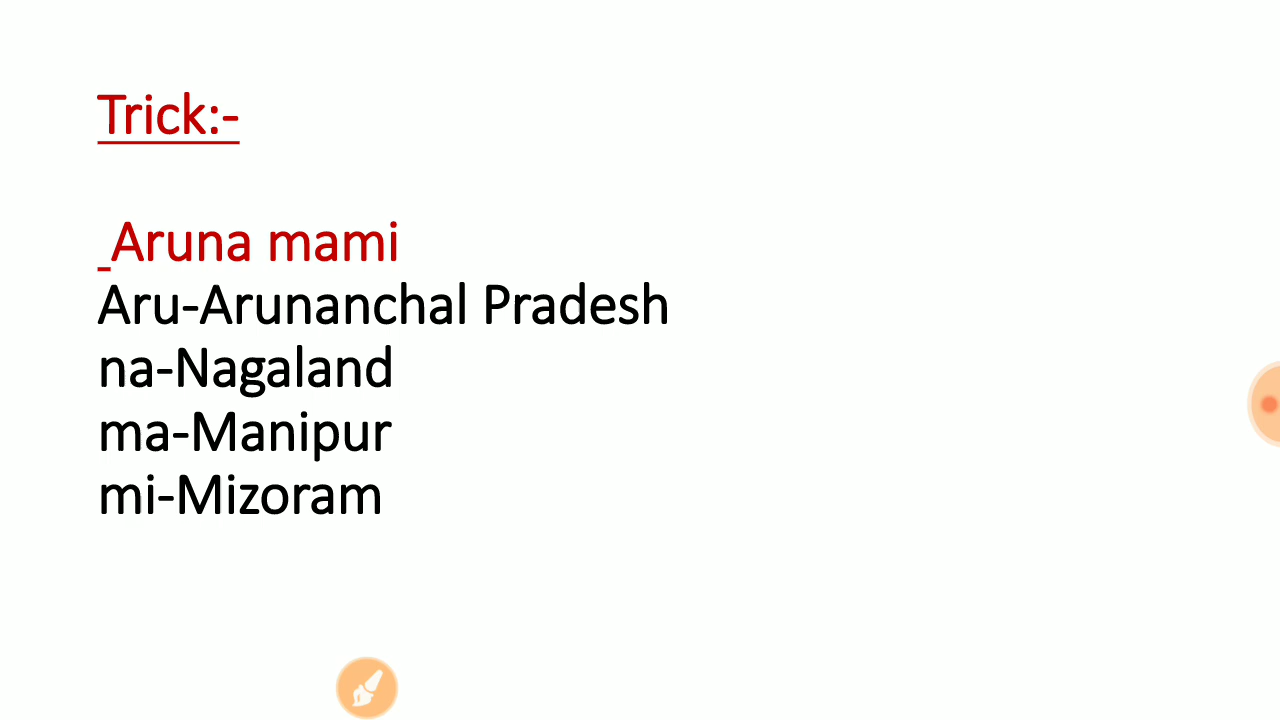 Trick:-
Aruna mami
Aru-Arunanchal Pradesh
na-Nagaland
ma-Manipur
mi-Mizoram